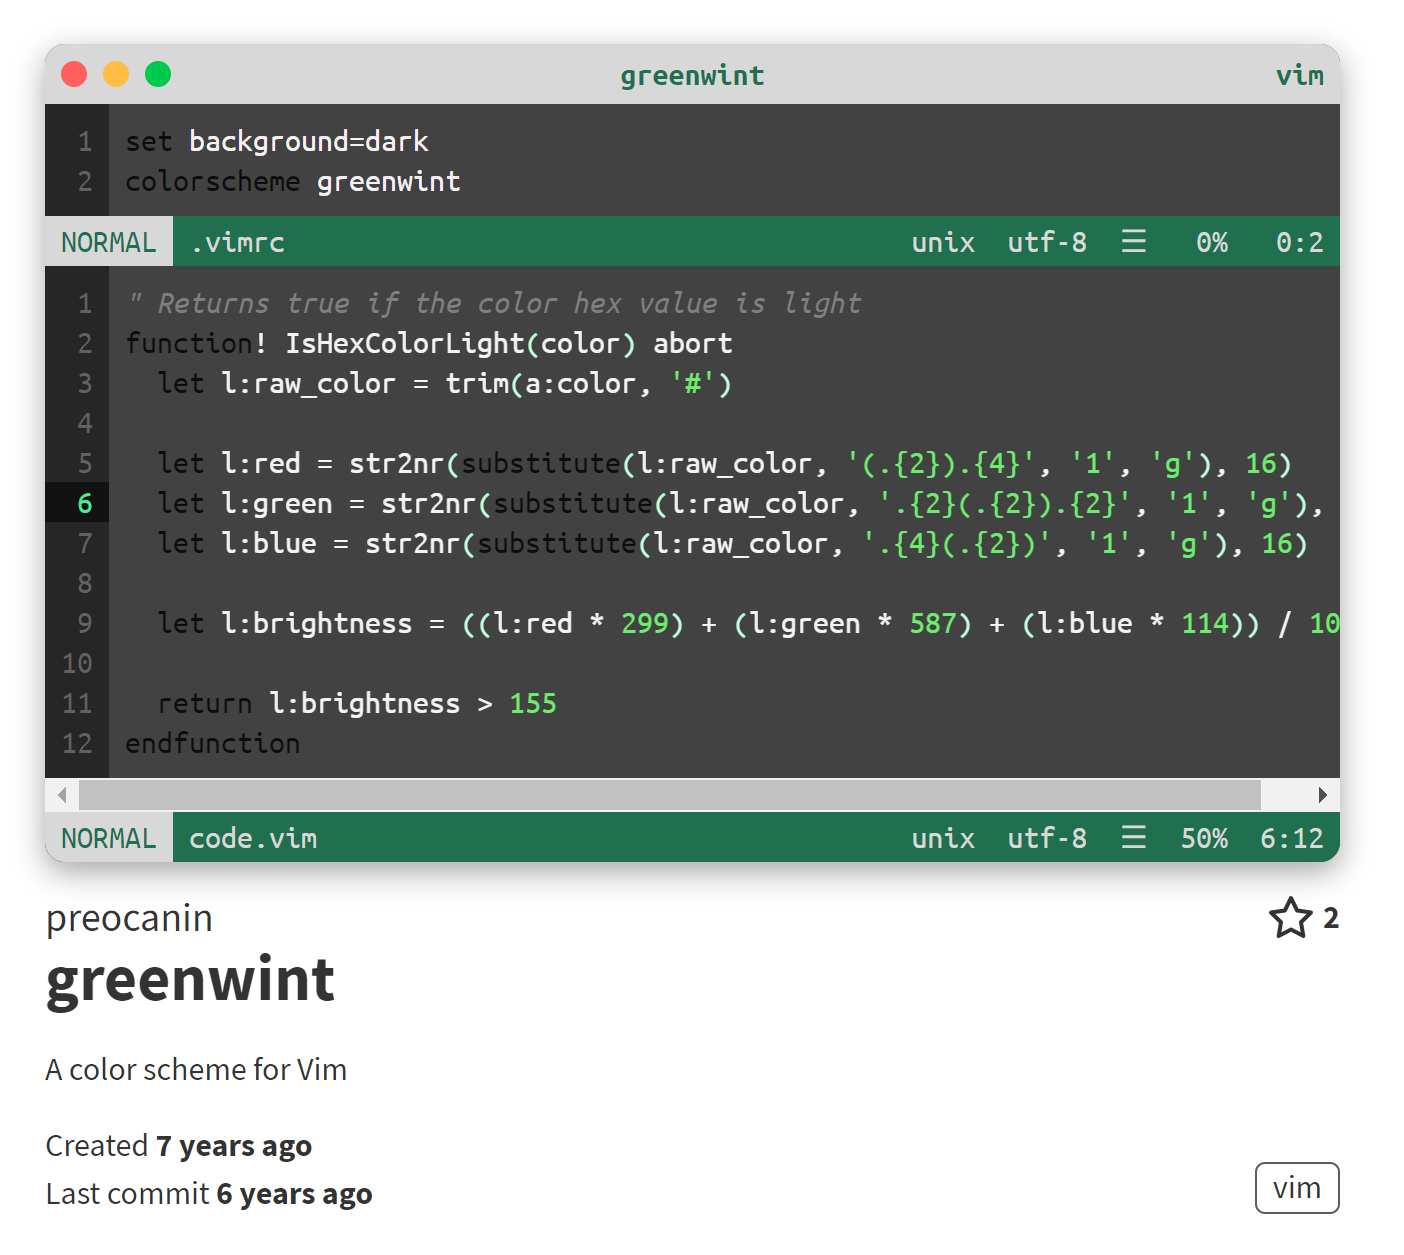 greenwint vim
1 set background=dark
2 colorscheme greenwint
NORMAL .vimrc unix utf-8 ☰ 0% 0:2
1 " Returns true if the color hex value is light
2 function! IsHexColorLight(color) abort
3   let l:raw_color = trim(a:color, '#')
4
5   let l:red = str2nr(substitute(l:raw_color, '(.{2}).{4}', '1', 'g'), 16)
6   let l:green = str2nr(substitute(l:raw_color, '.{2}(.{2}).{2}', '1', 'g'),
7   let l:blue = str2nr(substitute(l:raw_color, '.{4}(.{2})', '1', 'g'), 16)
8
9   let l:brightness = ((l:red * 299) + (l:green * 587) + (l:blue * 114)) / 10
10
11   return l:brightness > 155
12 endfunction
NORMAL code.vim unix utf-8 ☰ 50% 6:12
preocanin 2
greenwint
A color scheme for Vim
Created 7 years ago
Last commit 6 years ago
vim